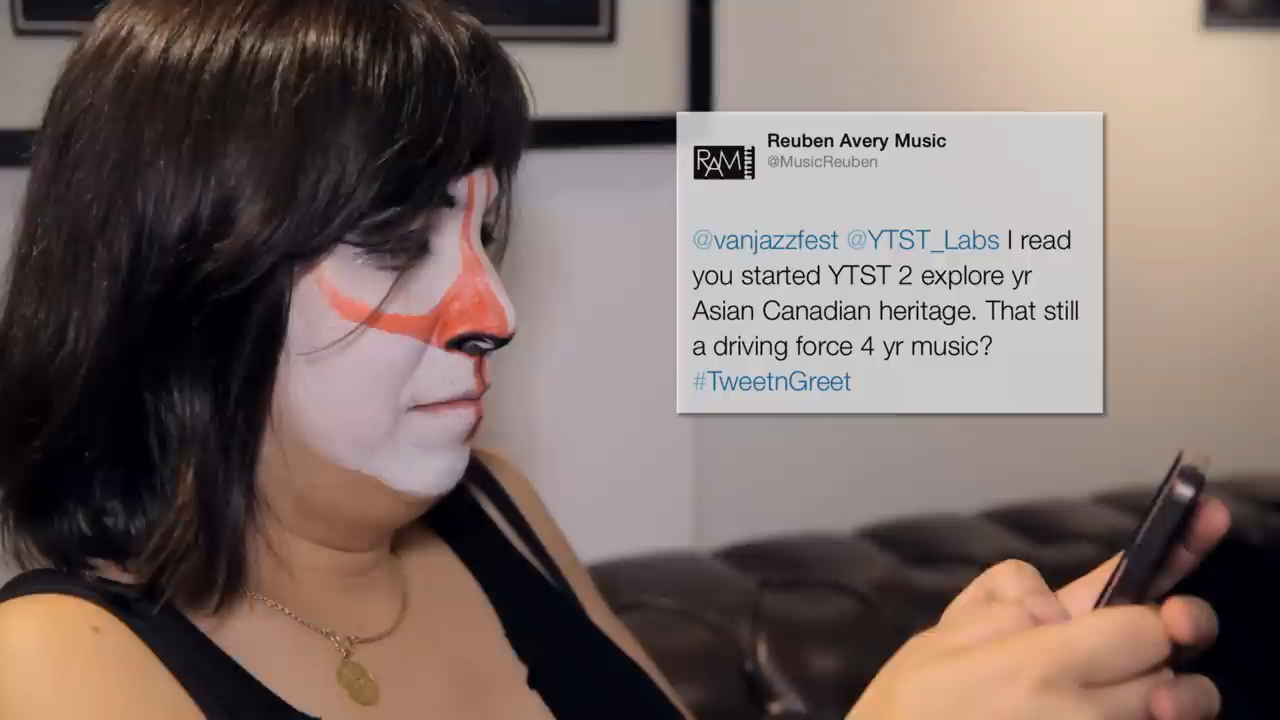 RAM
Reuben Avery Music
@MusicReuben
@vanjazzfest @YTST_Labs I read
you started YTST 2 explore yr
Asian Canadian heritage. That still
a driving force 4 yr music?
#TweetnGreet